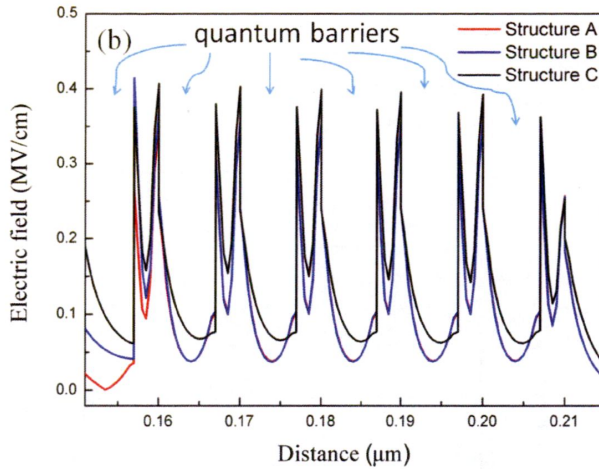 (b)
quantum barriers
Structure A
Structure B
Structure C
Electric field (MV/cm)
0.5
0.4
0.3
0.2
0.1
0.0
0.16
0.17
0.18
0.19
0.20
0.21
Distance (μm)